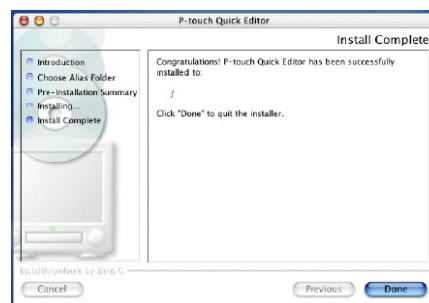 P-touch Quick Editor
Install Complete
Introduction
Choose Alias Folder
Pre-Installation Summary
Installing...
Install Complete
Congratulations! P-touch Quick Editor has been successfully
installed to:
/
Click "Done" to quit the installer.
InstallAnywhere by Zero G
Cancel
Previous
Done